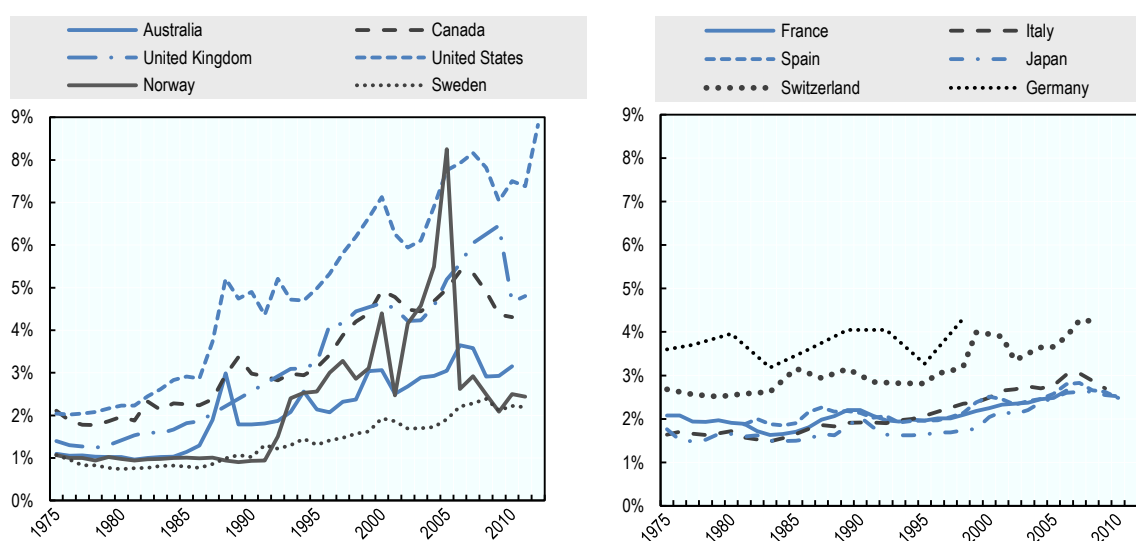 Australia Canada
United Kingdom United States
Norway Sweden
9%
8%
7%
6%
5%
4%
3%
2%
1%
0%
1975 1980 1985 1990 1995 2000 2005 2010
France Italy
Spain Japan
Switzerland Germany
9%
8%
7%
6%
5%
4%
3%
2%
1%
0%
1975 1980 1985 1990 1995 2000 2005 2010